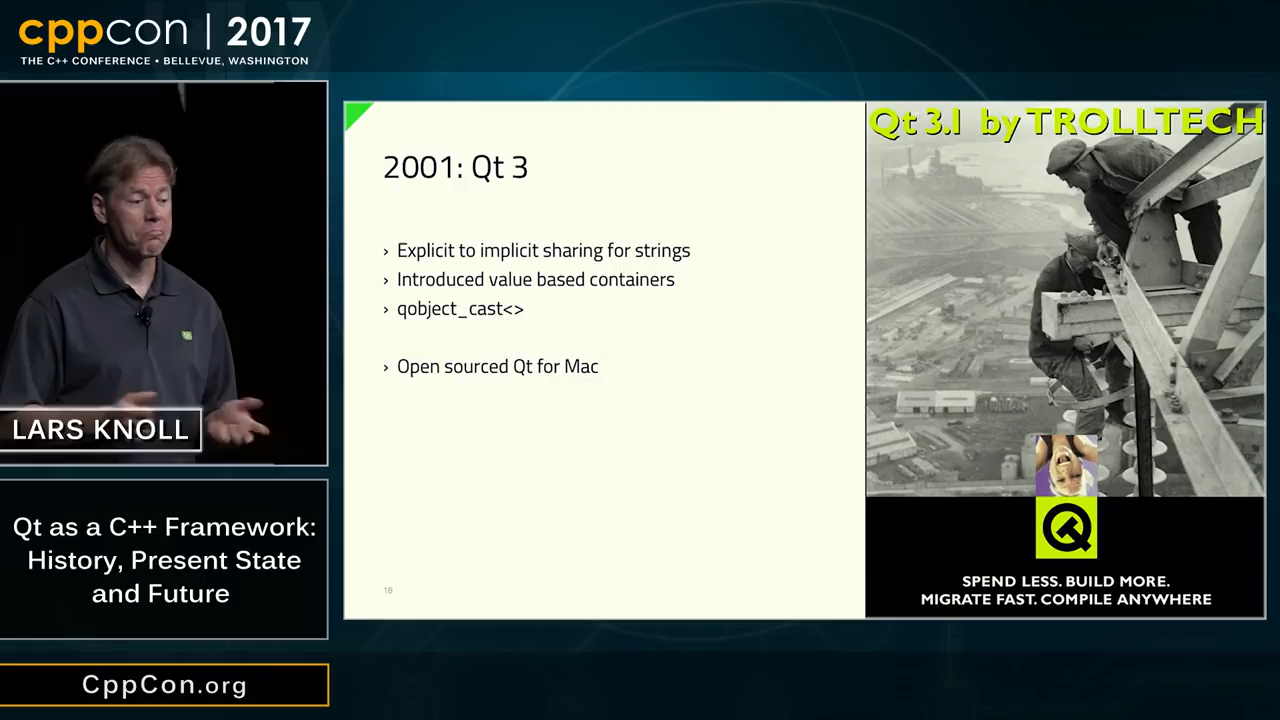 cppcon | 2017
THE C++ CONFERENCE • BELLEVUE, WASHINGTON
LARS KNOLL
Qt as a C++ Framework:
History, Present State
and Future
CppCon.org
2001: Qt 3
› Explicit to implicit sharing for strings
› Introduced value based containers
› qobject_cast<>
› Open sourced Qt for Mac
18
Qt 3.1 by TROLLTECH
SPEND LESS. BUILD MORE.
MIGRATE FAST. COMPILE ANYWHERE